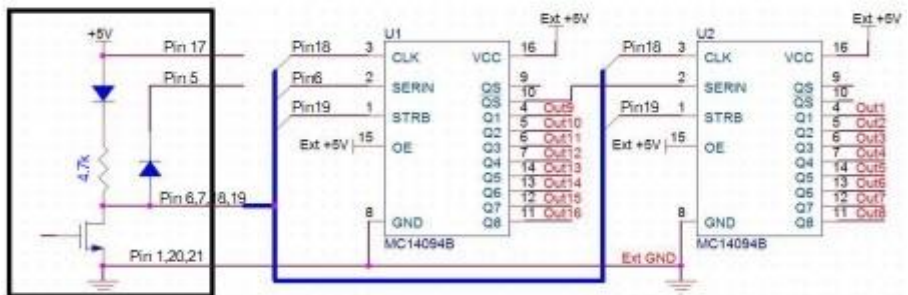 +5V
Pin 17
Pin 5
4.7k
Pin 6,7,18,19
Pin 1,20,21
U1
Ext +5V
Pin18
3
CLK
VCC
16
Pin6
2
SERIN
QS
9
QS
10
Pin19
1
STRB
Q1
4
Out9
Q2
5
Out10
Ext +5V
15
OE
Q3
6
Out11
Q4
7
Out12
Q5
14
Out13
Q6
13
Out14
Q7
12
Out15
8
GND
Q8
11
Out16
MC14094B
Ext GND
U2
Ext +5V
Pin18
3
CLK
VCC
16
2
SERIN
QS
9
QS
10
Pin19
1
STRB
Q1
4
Out1
Q2
5
Out2
Ext +5V
15
OE
Q3
6
Out3
Q4
7
Out4
Q5
14
Out5
Q6
13
Out6
Q7
12
Out7
8
GND
Q8
11
Out8
MC14094B